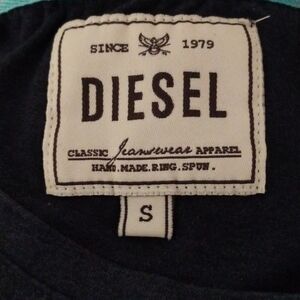 SINCE 1979
DIESEL
CLASSIC Jeanswear APPAREL
HAND.MADE.RING.SPUN.
S